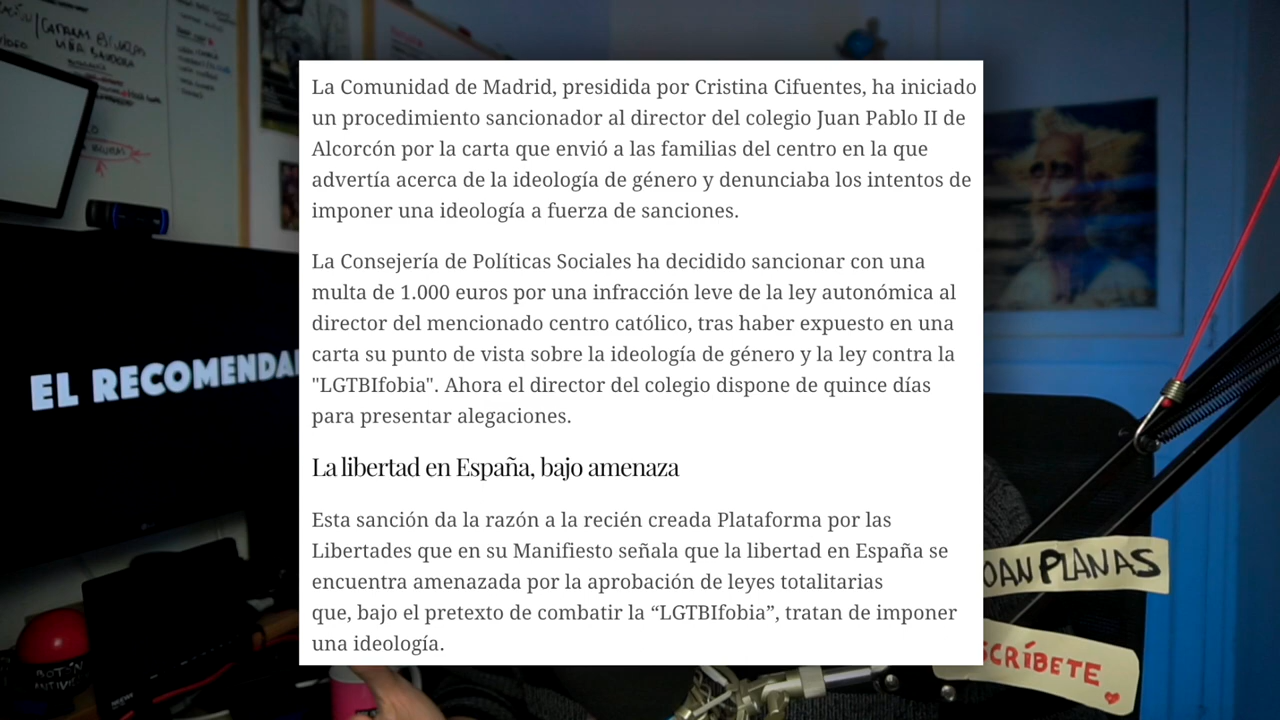 La Comunidad de Madrid, presidida por Cristina Cifuentes, ha iniciado
un procedimiento sancionador al director del colegio Juan Pablo II de
Alcorcón por la carta que envió a las familias del centro en la que
advertía acerca de la ideología de género y denunciaba los intentos de
imponer una ideología a fuerza de sanciones.
La Consejería de Políticas Sociales ha decidido sancionar con una
multa de 1.000 euros por una infracción leve de la ley autonómica al
director del mencionado centro católico, tras haber expuesto en una
carta su punto de vista sobre la ideología de género y la ley contra la
"LGTBIfobia". Ahora el director del colegio dispone de quince días
para presentar alegaciones.
La libertad en España, bajo amenaza
Esta sanción da la razón a la recién creada Plataforma por las
Libertades que en su Manifiesto señala que la libertad en España se
encuentra amenazada por la aprobación de leyes totalitarias
que, bajo el pretexto de combatir la “LGTBIfobia”, tratan de imponer
una ideología.
EL RECOMENDA
OAN PLANAS
SCRÍBETE